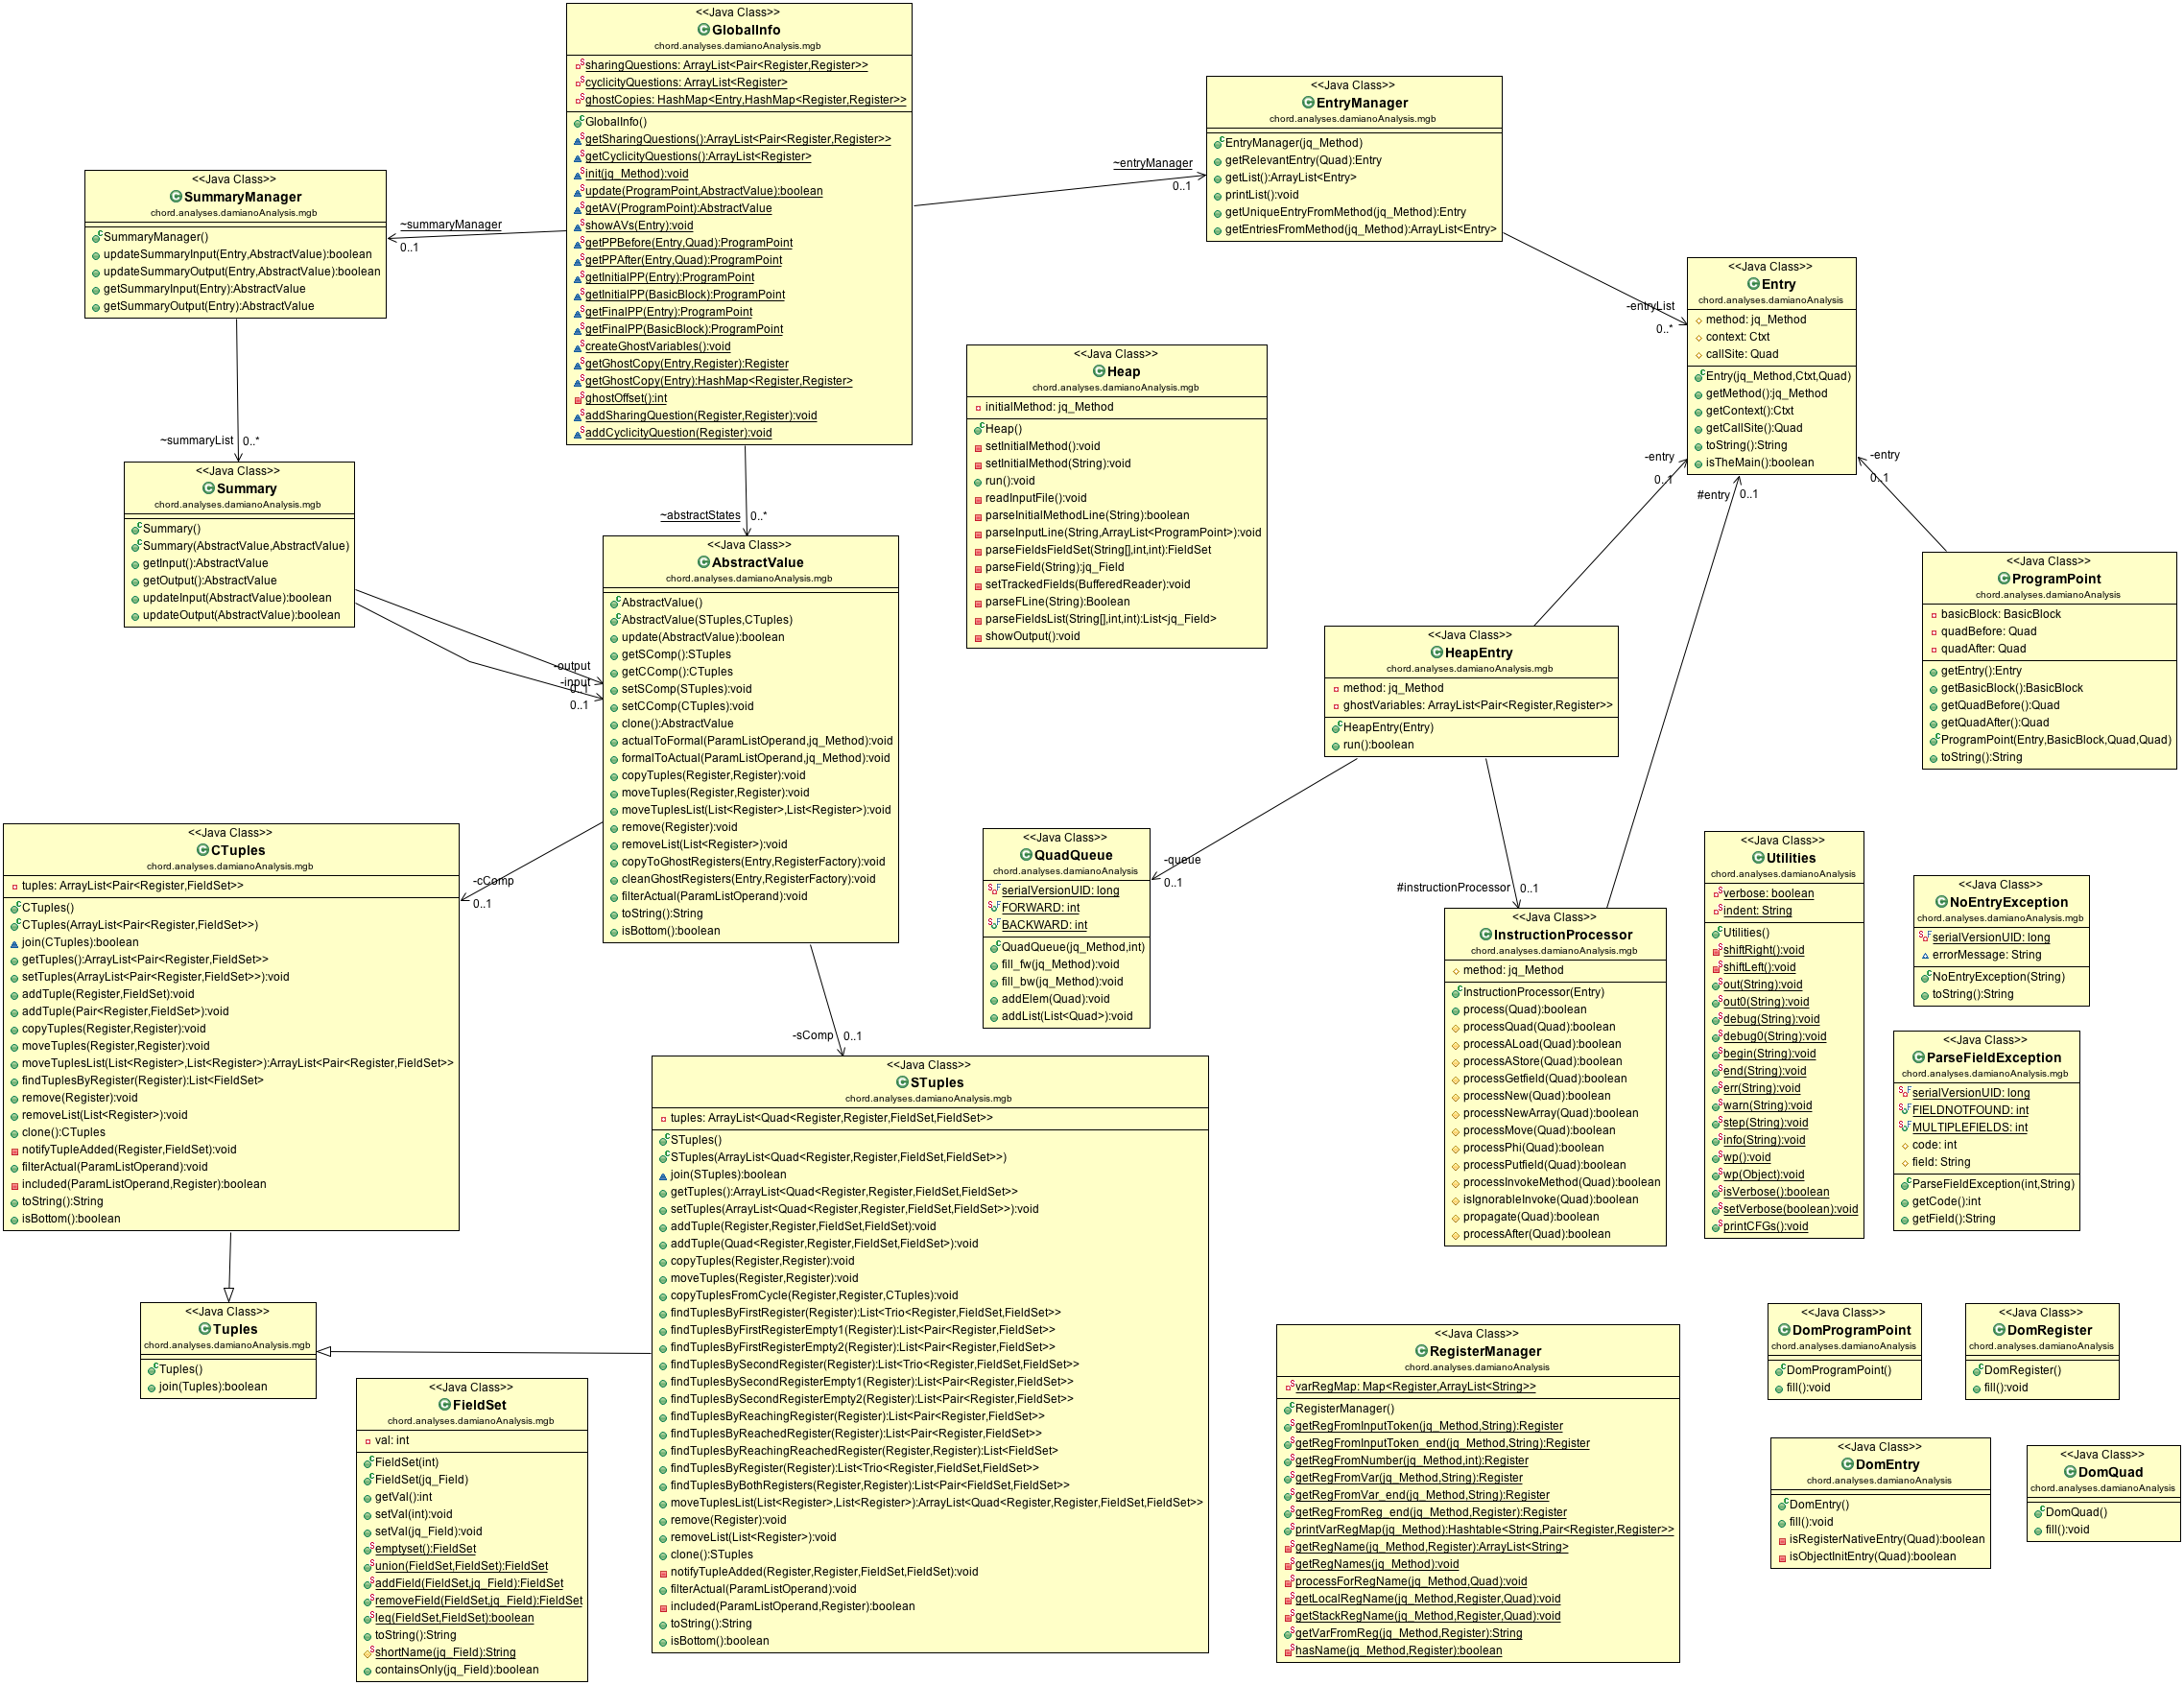 <<Java Class>>
GlobalInfo
chord.analyses.damianoAnalysis.mgb
sharingQuestions: ArrayList<Pair<Register,Register>>
cyclicityQuestions: ArrayList<Register>
ghostCopies: HashMap<Entry,HashMap<Register,Register>>
GlobalInfo()
getSharingQuestions():ArrayList<Pair<Register,Register>>
getCyclicityQuestions():ArrayList<Register>
init(jq_Method):void
update(ProgramPoint,AbstractValue):boolean
getAV(ProgramPoint):AbstractValue
showAVs(Entry):void
getPPBefore(Entry,Quad):ProgramPoint
getPPAfter(Entry,Quad):ProgramPoint
getInitialPP(Entry):ProgramPoint
getInitialPP(BasicBlock):ProgramPoint
getFinalPP(Entry):ProgramPoint
getFinalPP(BasicBlock):ProgramPoint
createGhostVariables():void
getGhostCopy(Entry,Register):Register
getGhostCopy(Entry):HashMap<Register,Register>
ghostOffset():int
addSharingQuestion(Register,Register):void
addCyclicityQuestion(Register):void
<<Java Class>>
EntryManager
chord.analyses.damianoAnalysis.mgb
EntryManager(jq_Method)
getRelevantEntry(Quad):Entry
getList():ArrayList<Entry>
printList():void
getUniqueEntryFromMethod(jq_Method):Entry
getEntriesFromMethod(jq_Method):ArrayList<Entry>
~entryManager
0..1
<<Java Class>>
SummaryManager
chord.analyses.damianoAnalysis.mgb
SummaryManager()
updateSummaryInput(Entry,AbstractValue):boolean
updateSummaryOutput(Entry,AbstractValue):boolean
getSummaryInput(Entry):AbstractValue
getSummaryOutput(Entry):AbstractValue
~summaryManager
0..1
<<Java Class>>
Entry
chord.analyses.damianoAnalysis
method: jq_Method
context: Ctxt
callSite: Quad
Entry(jq_Method,Ctxt,Quad)
getMethod():jq_Method
getContext():Ctxt
getCallSite():Quad
toString():String
isTheMain():boolean
-entryList
0..*
<<Java Class>>
Heap
chord.analyses.damianoAnalysis.mgb
initialMethod: jq_Method
Heap()
setInitialMethod():void
setInitialMethod(String):void
run():void
readInputFile():void
parseInitialMethodLine(String):boolean
parseInputLine(String,ArrayList<ProgramPoint>):void
parseFieldsFieldSet(String[],int,int):FieldSet
parseField(String):jq_Field
setTrackedFields(BufferedReader):void
parseFLine(String):Boolean
parseFieldsList(String[],int,int):List<jq_Field>
showOutput():void
~summaryList 0..*
<<Java Class>>
Summary
chord.analyses.damianoAnalysis.mgb
Summary()
Summary(AbstractValue,AbstractValue)
getInput():AbstractValue
getOutput():AbstractValue
updateInput(AbstractValue):boolean
updateOutput(AbstractValue):boolean
-entry
0..1
#entry 0..1
-entry
0..1
~abstractStates 0..*
<<Java Class>>
AbstractValue
chord.analyses.damianoAnalysis.mgb
AbstractValue()
AbstractValue(STuples,CTuples)
update(AbstractValue):boolean
getSComp():STuples
getCComp():CTuples
setSComp(STuples):void
setCComp(CTuples):void
clone():AbstractValue
actualToFormal(ParamListOperand,jq_Method):void
formalToActual(ParamListOperand,jq_Method):void
copyTuples(Register,Register):void
moveTuples(Register,Register):void
moveTuplesList(List<Register>,List<Register>):void
remove(Register):void
removeList(List<Register>):void
copyToGhostRegisters(Entry,RegisterFactory):void
cleanGhostRegisters(Entry,RegisterFactory):void
filterActual(ParamListOperand):void
toString():String
isBottom():boolean
-output
0..1
-input
0..1
<<Java Class>>
ProgramPoint
chord.analyses.damianoAnalysis
basicBlock: BasicBlock
quadBefore: Quad
quadAfter: Quad
getEntry():Entry
getBasicBlock():BasicBlock
getQuadBefore():Quad
getQuadAfter():Quad
ProgramPoint(Entry,BasicBlock,Quad,Quad)
toString():String
<<Java Class>>
HeapEntry
chord.analyses.damianoAnalysis.mgb
method: jq_Method
ghostVariables: ArrayList<Pair<Register,Register>>
HeapEntry(Entry)
run():boolean
<<Java Class>>
CTuples
chord.analyses.damianoAnalysis.mgb
tuples: ArrayList<Pair<Register,FieldSet>>
CTuples()
CTuples(ArrayList<Pair<Register,FieldSet>>)
join(CTuples):boolean
getTuples():ArrayList<Pair<Register,FieldSet>>
setTuples(ArrayList<Pair<Register,FieldSet>>):void
addTuple(Register,FieldSet):void
addTuple(Pair<Register,FieldSet>):void
copyTuples(Register,Register):void
moveTuples(Register,Register):void
moveTuplesList(List<Register>,List<Register>):ArrayList<Pair<Register,FieldSet>>
findTuplesByRegister(Register):List<FieldSet>
remove(Register):void
removeList(List<Register>):void
clone():CTuples
notifyTupleAdded(Register,FieldSet):void
filterActual(ParamListOperand):void
included(ParamListOperand,Register):boolean
toString():String
isBottom():boolean
-cComp
0..1
<<Java Class>>
QuadQueue
chord.analyses.damianoAnalysis
serialVersionUID: long
FORWARD: int
BACKWARD: int
QuadQueue(jq_Method,int)
fill_fw(jq_Method):void
fill_bw(jq_Method):void
addElem(Quad):void
addList(List<Quad>):void
-queue
0..1
#instructionProcessor 0..1
<<Java Class>>
InstructionProcessor
chord.analyses.damianoAnalysis.mgb
method: jq_Method
InstructionProcessor(Entry)
process(Quad):boolean
processQuad(Quad):boolean
processALoad(Quad):boolean
processAStore(Quad):boolean
processGetfield(Quad):boolean
processNew(Quad):boolean
processNewArray(Quad):boolean
processMove(Quad):boolean
processPhi(Quad):boolean
processPutfield(Quad):boolean
processInvokeMethod(Quad):boolean
isIgnorableInvoke(Quad):boolean
propagate(Quad):boolean
processAfter(Quad):boolean
<<Java Class>>
Utilities
chord.analyses.damianoAnalysis
verbose: boolean
indent: String
Utilities()
shiftRight():void
shiftLeft():void
out(String):void
out0(String):void
debug(String):void
debug0(String):void
begin(String):void
end(String):void
err(String):void
warn(String):void
step(String):void
info(String):void
wp():void
wp(Object):void
isVerbose():boolean
setVerbose(boolean):void
printCFGs():void
<<Java Class>>
NoEntryException
chord.analyses.damianoAnalysis.mgb
serialVersionUID: long
errorMessage: String
NoEntryException(String)
toString():String
<<Java Class>>
ParseFieldException
chord.analyses.damianoAnalysis.mgb
serialVersionUID: long
FIELDNOTFOUND: int
MULTIPLEFIELDS: int
code: int
field: String
ParseFieldException(int,String)
getCode():int
getField():String
-sComp 0..1
<<Java Class>>
STuples
chord.analyses.damianoAnalysis.mgb
tuples: ArrayList<Quad<Register,Register,FieldSet,FieldSet>>
STuples()
STuples(ArrayList<Quad<Register,Register,FieldSet,FieldSet>>)
join(STuples):boolean
getTuples():ArrayList<Quad<Register,Register,FieldSet,FieldSet>>
setTuples(ArrayList<Quad<Register,Register,FieldSet,FieldSet>>):void
addTuple(Register,Register,FieldSet,FieldSet):void
addTuple(Quad<Register,Register,FieldSet,FieldSet>):void
copyTuples(Register,Register):void
moveTuples(Register,Register):void
copyTuplesFromCycle(Register,Register,CTuples):void
findTuplesByFirstRegister(Register):List<Trio<Register,FieldSet,FieldSet>>
findTuplesByFirstRegisterEmpty1(Register):List<Pair<Register,FieldSet>>
findTuplesByFirstRegisterEmpty2(Register):List<Pair<Register,FieldSet>>
findTuplesBySecondRegister(Register):List<Trio<Register,FieldSet,FieldSet>>
findTuplesBySecondRegisterEmpty1(Register):List<Pair<Register,FieldSet>>
findTuplesBySecondRegisterEmpty2(Register):List<Pair<Register,FieldSet>>
findTuplesByReachingRegister(Register):List<Pair<Register,FieldSet>>
findTuplesByReachedRegister(Register):List<Pair<Register,FieldSet>>
findTuplesByReachingReachedRegister(Register,Register):List<FieldSet>
findTuplesByRegister(Register):List<Trio<Register,FieldSet,FieldSet>>
findTuplesByBothRegisters(Register,Register):List<Pair<FieldSet,FieldSet>>
moveTuplesList(List<Register>,List<Register>):ArrayList<Quad<Register,Register,FieldSet,FieldSet>>
remove(Register):void
removeList(List<Register>):void
clone():STuples
notifyTupleAdded(Register,Register,FieldSet,FieldSet):void
filterActual(ParamListOperand):void
included(ParamListOperand,Register):boolean
toString():String
isBottom():boolean
<<Java Class>>
Tuples
chord.analyses.damianoAnalysis.mgb
Tuples()
join(Tuples):boolean
<<Java Class>>
FieldSet
chord.analyses.damianoAnalysis.mgb
val: int
FieldSet(int)
FieldSet(jq_Field)
getVal():int
setVal(int):void
setVal(jq_Field):void
emptyset():FieldSet
union(FieldSet,FieldSet):FieldSet
addField(FieldSet,jq_Field):FieldSet
removeField(FieldSet,jq_Field):FieldSet
leq(FieldSet,FieldSet):boolean
toString():String
shortName(jq_Field):String
containsOnly(jq_Field):boolean
<<Java Class>>
RegisterManager
chord.analyses.damianoAnalysis
varRegMap: Map<Register,ArrayList<String>>
RegisterManager()
getRegFromInputToken(jq_Method,String):Register
getRegFromInputToken_end(jq_Method,String):Register
getRegFromNumber(jq_Method,int):Register
getRegFromVar(jq_Method,String):Register
getRegFromVar_end(jq_Method,String):Register
getRegFromReg_end(jq_Method,Register):Register
printVarRegMap(jq_Method):Hashtable<String,Pair<Register,Register>>
getRegName(jq_Method,Register):ArrayList<String>
getRegNames(jq_Method):void
processForRegName(jq_Method,Quad):void
getLocalRegName(jq_Method,Register,Quad):void
getStackRegName(jq_Method,Register,Quad):void
getVarFromReg(jq_Method,Register):String
hasName(jq_Method,Register):boolean
<<Java Class>>
DomProgramPoint
chord.analyses.damianoAnalysis
DomProgramPoint()
fill():void
<<Java Class>>
DomRegister
chord.analyses.damianoAnalysis
DomRegister()
fill():void
<<Java Class>>
DomEntry
chord.analyses.damianoAnalysis
DomEntry()
fill():void
isRegisterNativeEntry(Quad):boolean
isObjectInitEntry(Quad):boolean
<<Java Class>>
DomQuad
chord.analyses.damianoAnalysis
DomQuad()
fill():void